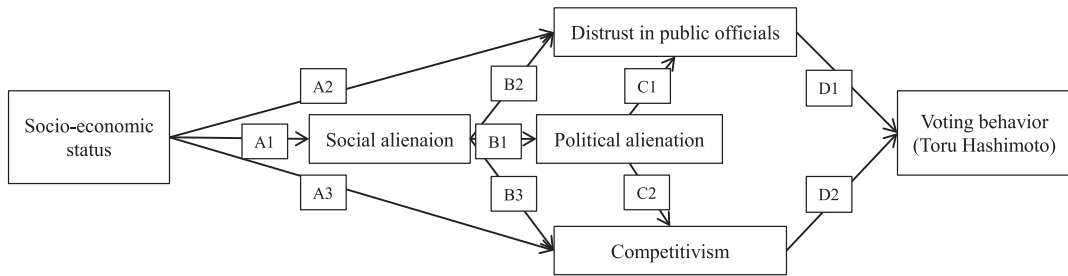 Distrust in public officials
A2
B2
C1
D1
Socio-economic
status
A1
Social alienaion
B1
Political alienation
Voting behavior
(Toru Hashimoto)
A3
B3
C2
D2
Competitivism